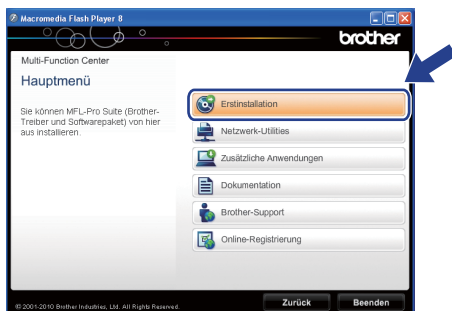 Macromedia Flash Player 8
brother
Multi-Function Center
Hauptmenü
Sie können MFL-Pro Suite (Brother-
Treiber und Softwarepaket) von hier
aus installieren.
Erstinstallation
Netzwerk-Utilities
Zusätzliche Anwendungen
Dokumentation
Brother-Support
Online-Registrierung
© 2001-2010 Brother Industries, Ltd. All Rights Reserved.
Zurück
Beenden